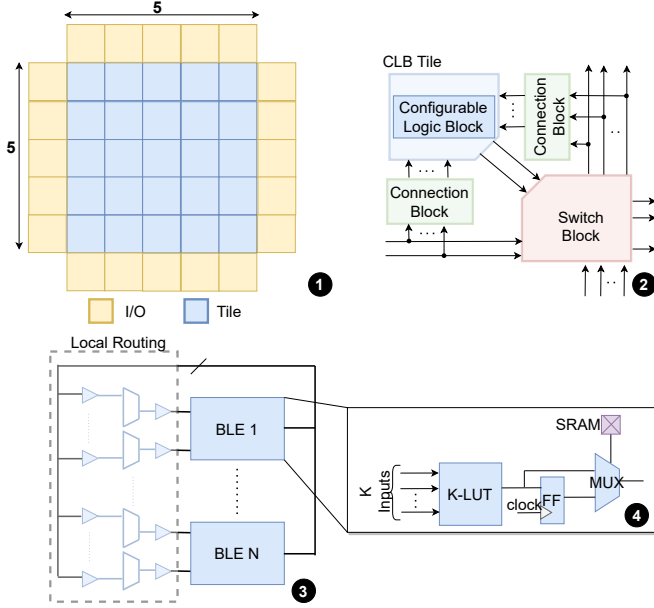 5
5
I/O
Tile
1
CLB Tile
Configurable
Logic Block
Connection
Block
Connection
Block
Switch
Block
2
Local Routing
BLE 1
BLE N
3
SRAM
K
Inputs
K-LUT
clock
FF
MUX
4